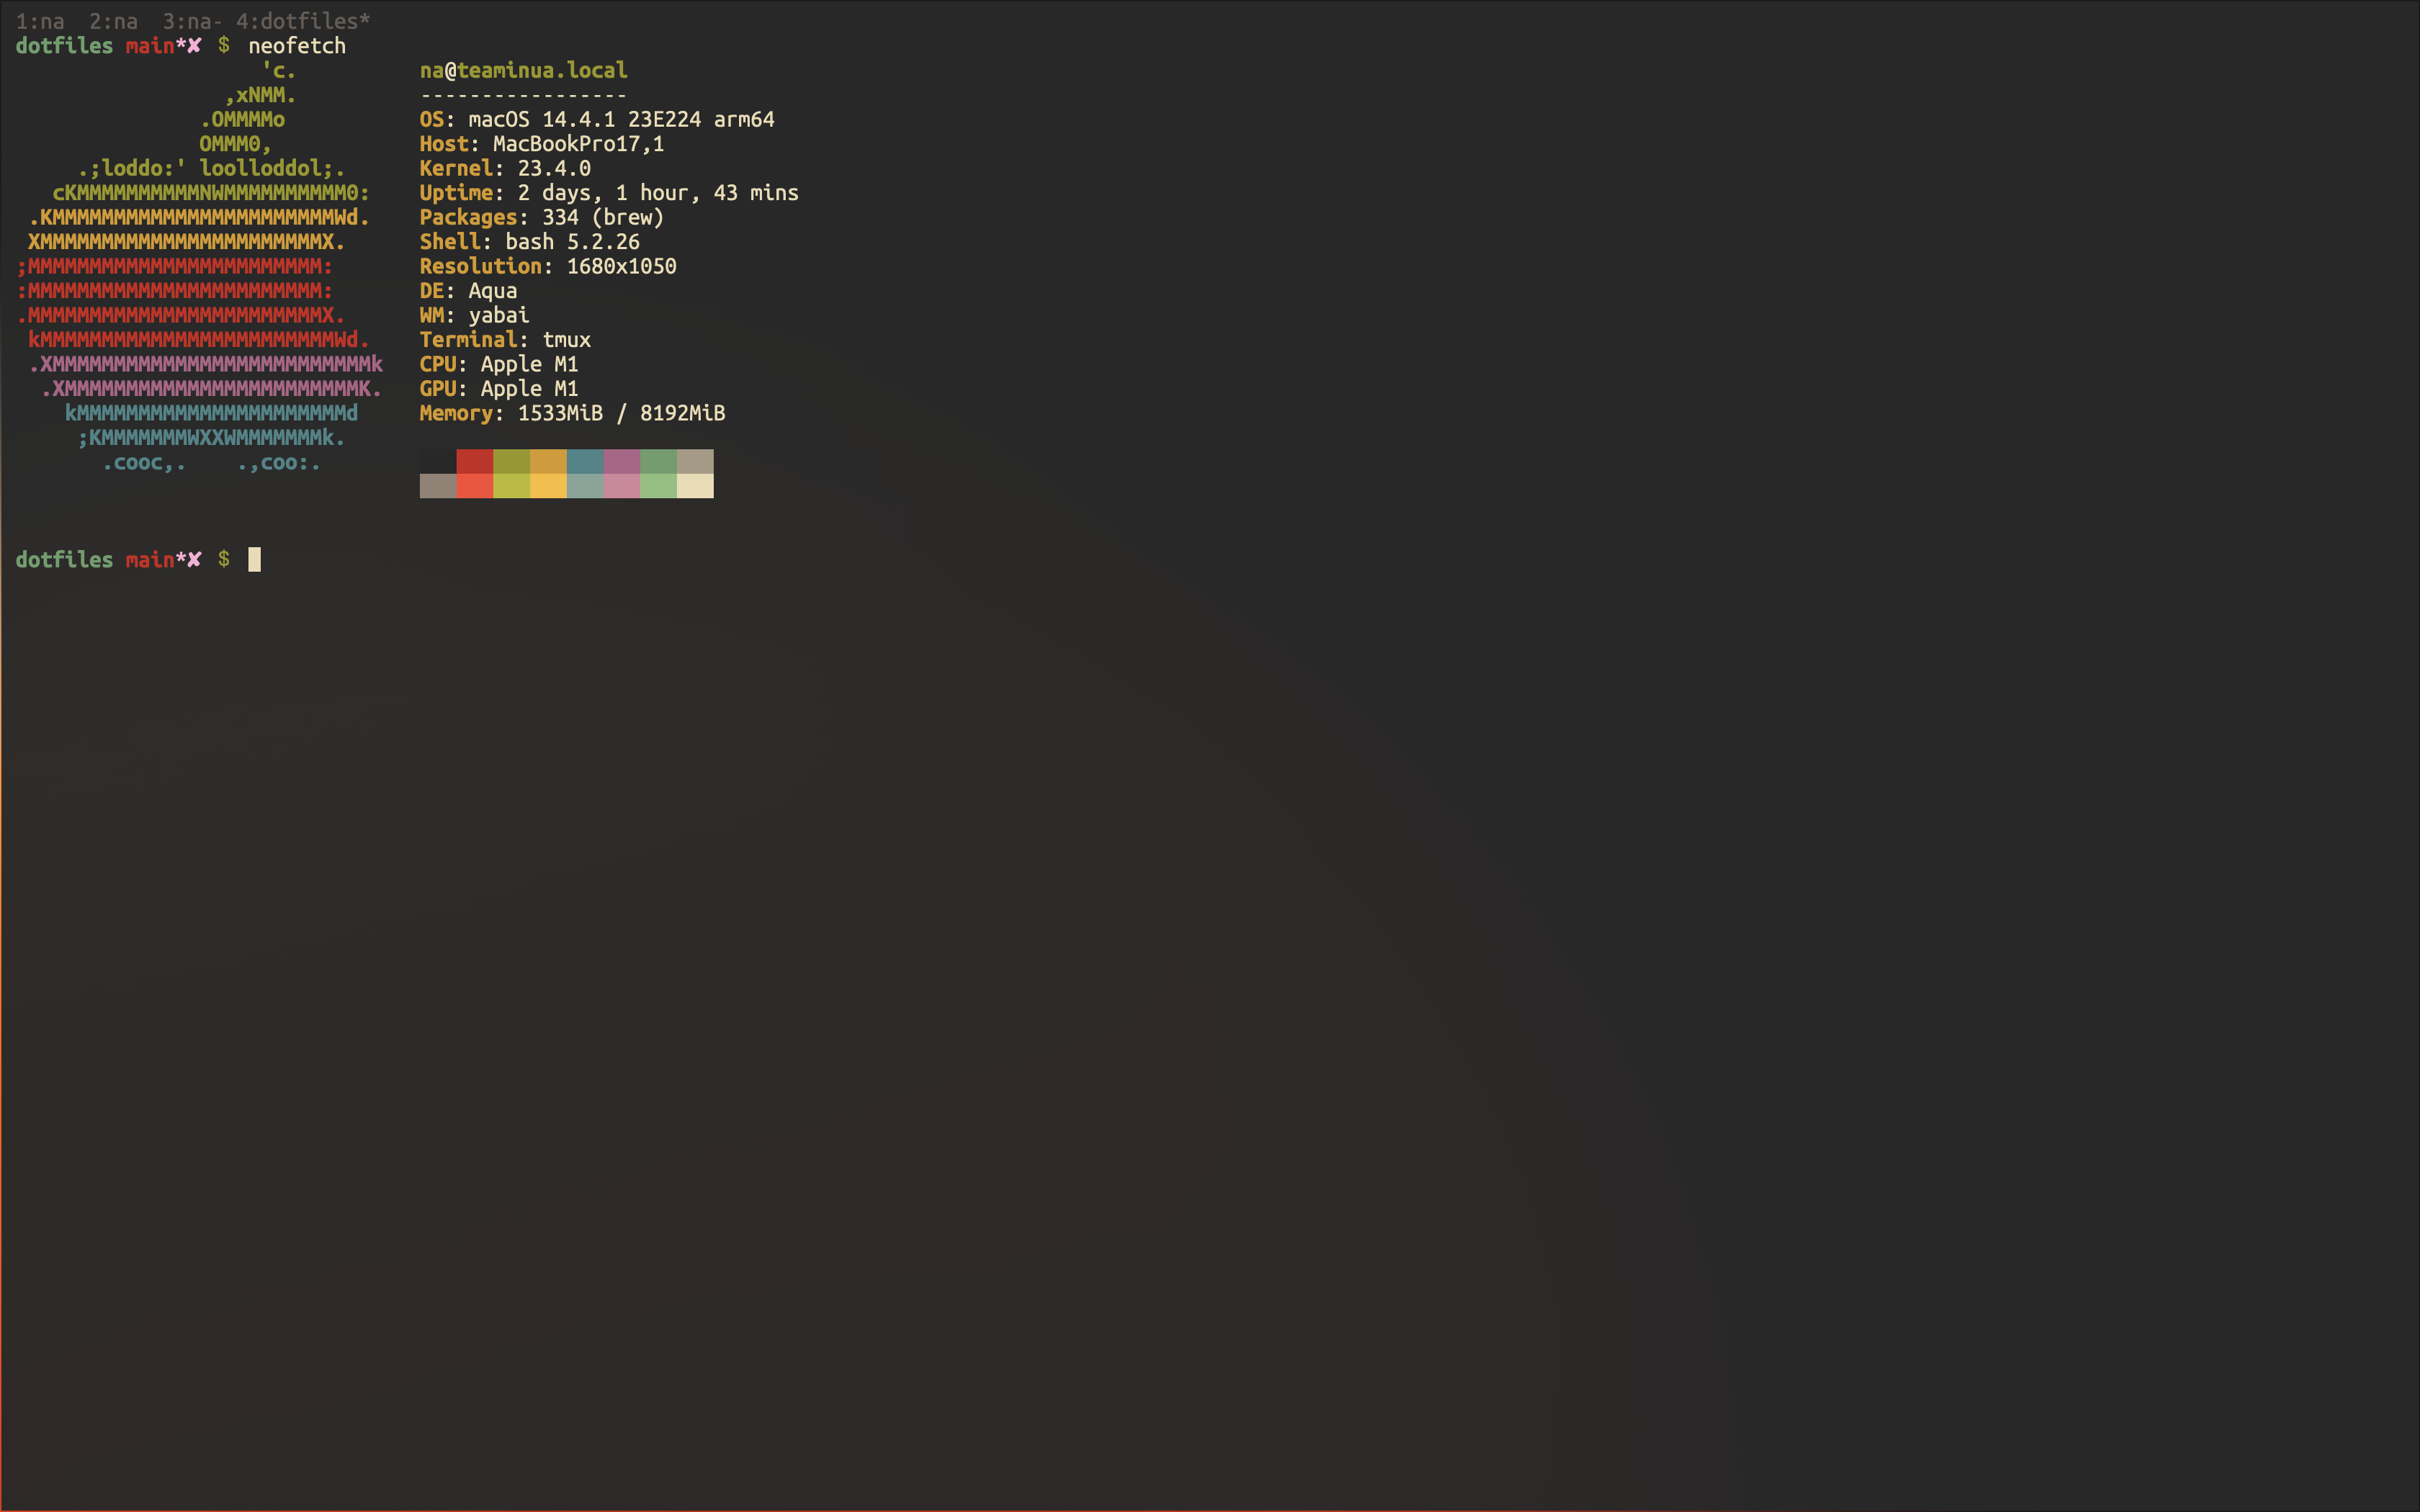 1:na  2:na  3:na- 4:dotfiles*
dotfiles main*✘ $ neofetch
                    'c.          na@teaminua.local
                 ,xNMM.          -----------------
               .OMMMMo           OS: macOS 14.4.1 23E224 arm64
               OMMM0,            Host: MacBookPro17,1
     .;loddo:' loolloddol;.      Kernel: 23.4.0
   cKMMMMMMMMMMNWMMMMMMMMMM0:    Uptime: 2 days, 1 hour, 43 mins
 .KMMMMMMMMMMMMMMMMMMMMMMMWd.    Packages: 334 (brew)
 XMMMMMMMMMMMMMMMMMMMMMMMX.      Shell: bash 5.2.26
;MMMMMMMMMMMMMMMMMMMMMMMM:       Resolution: 1680x1050
:MMMMMMMMMMMMMMMMMMMMMMMM:       DE: Aqua
.MMMMMMMMMMMMMMMMMMMMMMMMX.      WM: yabai
 kMMMMMMMMMMMMMMMMMMMMMMMMWd.    Terminal: tmux
 .XMMMMMMMMMMMMMMMMMMMMMMMMMMk   CPU: Apple M1
  .XMMMMMMMMMMMMMMMMMMMMMMMMK.   GPU: Apple M1
    kMMMMMMMMMMMMMMMMMMMMMMd     Memory: 1533MiB / 8192MiB
     ;KMMMMMMMWXXWMMMMMMMk.
       .cooc,.    .,coo:.
dotfiles main*✘ $